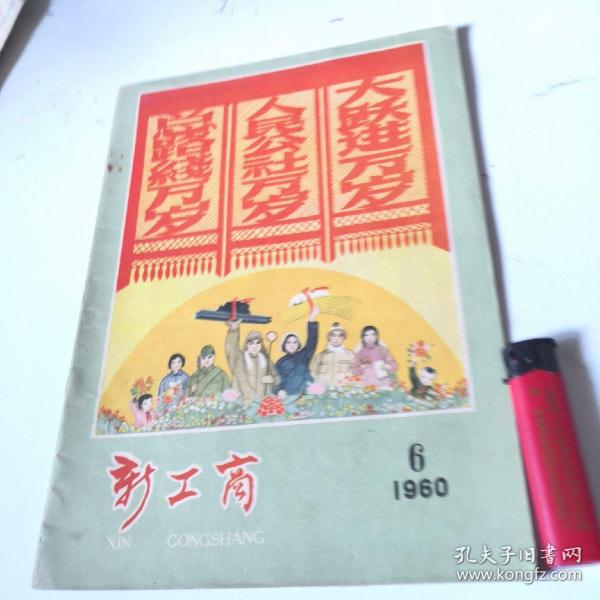 总路綫万岁
人民公社万岁
大跃进万岁
新工商
XIN GONGSHANG
6
1960
孔夫子旧书网
www.kongfz.com